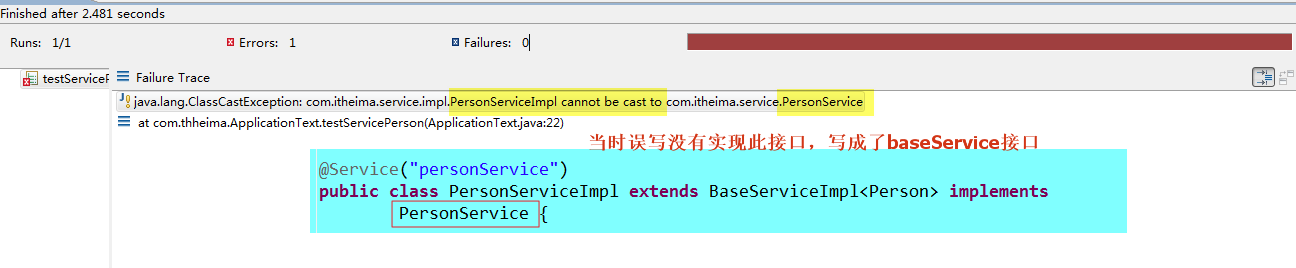 Finished after 2.481 seconds
Runs: 1/1 Errors: 1 Failures: 0
testServiceP Failure Trace
java.lang.ClassCastException: com.itheima.service.impl.PersonServiceImpl cannot be cast to com.itheima.service.PersonService
at com.thheima.ApplicationText.testServicePerson(ApplicationText.java:22)
当时误写没有实现此接口，写成了baseService接口
@Service("personService")
public class PersonServiceImpl extends BaseServiceImpl<Person> implements
PersonService {